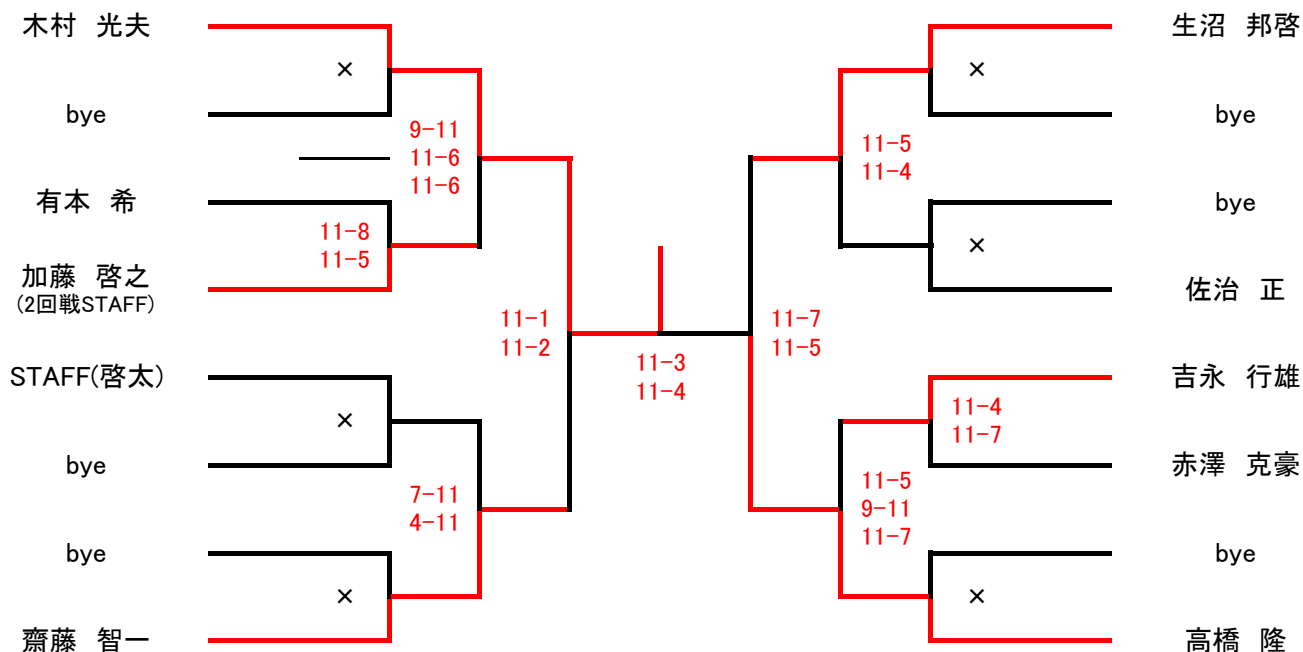 木村 光夫
×
bye
9-11
11-6
11-6
有本 希
11-8
11-5
加藤 啓之
(2回戦STAFF)
11-1
11-2
STAFF(啓太)
×
bye
7-11
4-11
bye
×
齋藤 智一
11-3
11-4
生沼 邦啓
×
bye
11-5
11-4
bye
×
佐治 正
11-7
11-5
吉永 行雄
11-4
11-7
赤澤 克豪
11-5
9-11
11-7
bye
×
高橋 隆